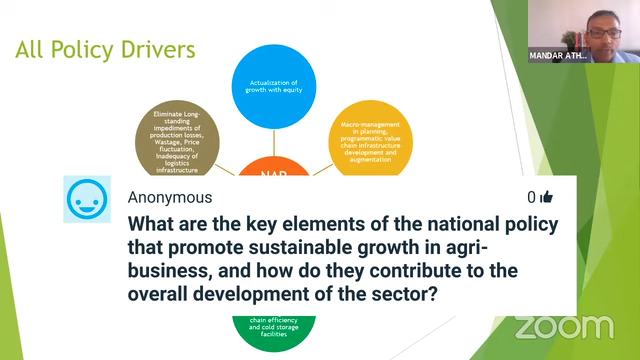 All Policy Drivers
MANDAR ATH...
Actualization of
growth with equity
Eliminate Long-
standing
impediments of
production losses,
Wastage, Price
fluctuation,
Inadequacy of
logistics
infrastructure
Macro-management
in planning,
programmatic value
chain infrastructure
development and
augmentation
NAP
Anonymous
0
What are the key elements of the national policy
that promote sustainable growth in agri-
business, and how do they contribute to the
overall development of the sector?
chain efficiency
and cold storage
facilities
zoom